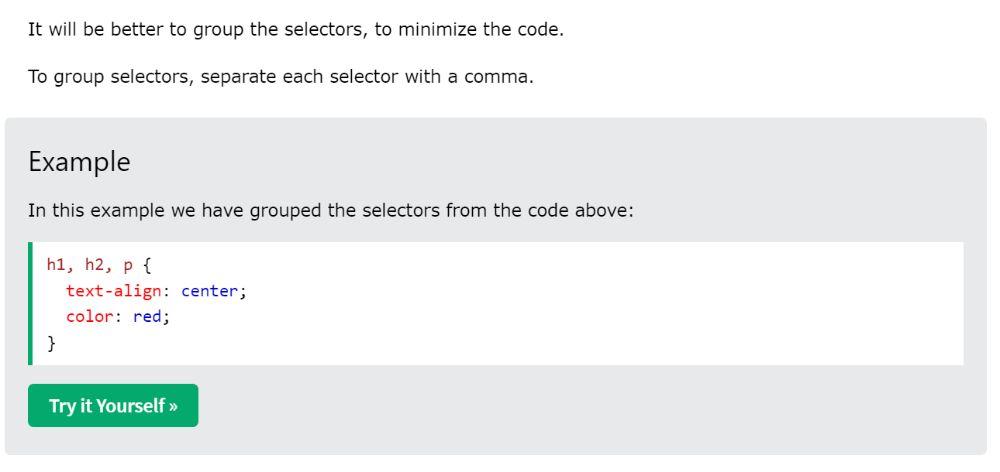 It will be better to group the selectors, to minimize the code.
To group selectors, separate each selector with a comma.
Example
In this example we have grouped the selectors from the code above:
h1, h2, p {
  text-align: center;
  color: red;
}
Try it Yourself »